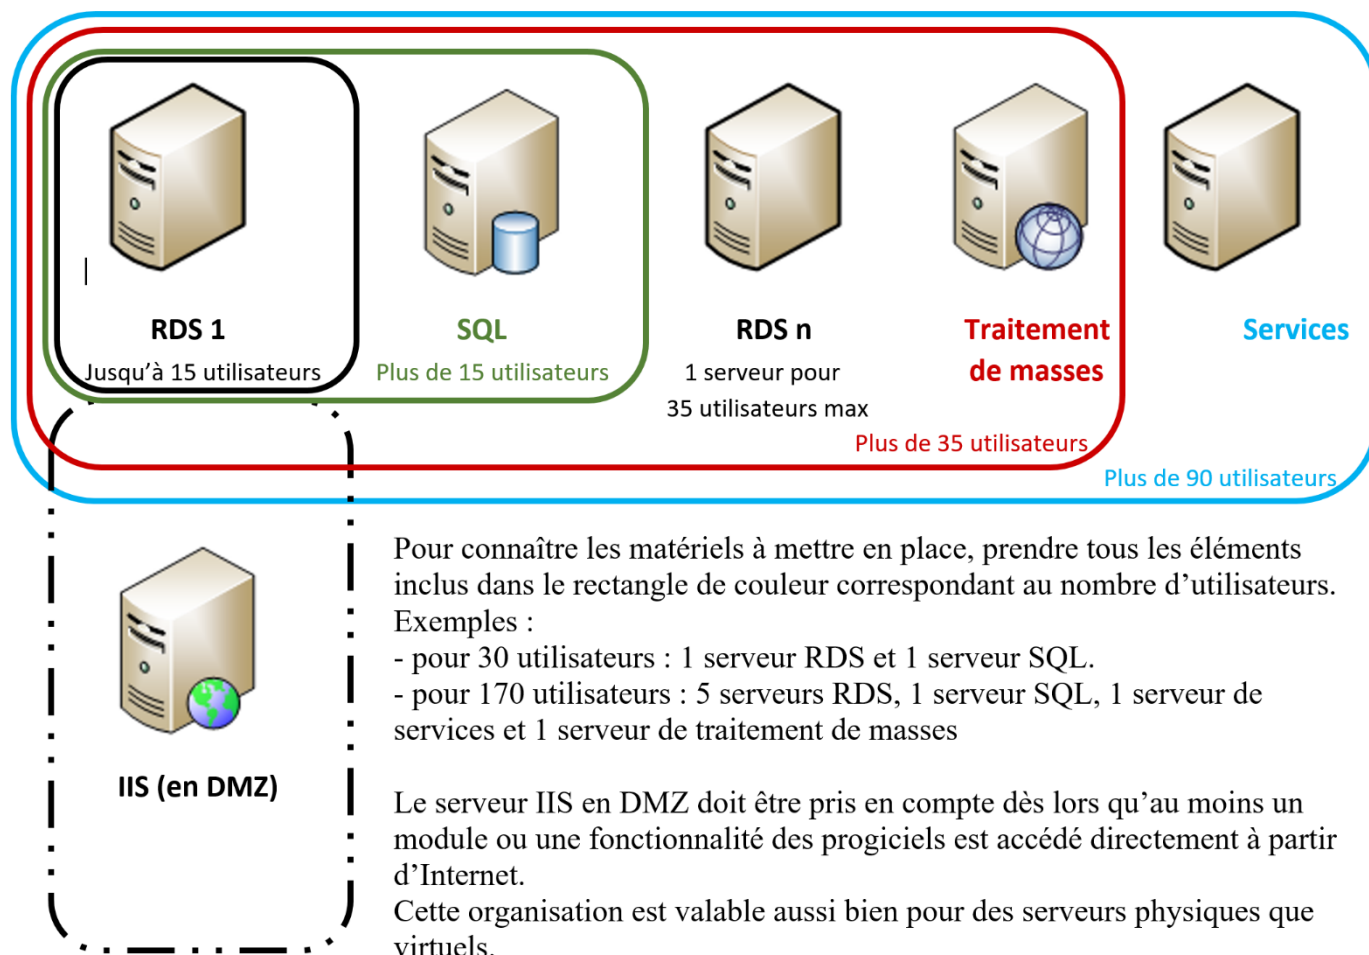 RDS 1
SQL
RDS n
Traitement
de masses
Services
Jusqu'à 15 utilisateurs
Plus de 15 utilisateurs
1 serveur pour
35 utilisateurs max
Plus de 35 utilisateurs
Plus de 90 utilisateurs
IIS (en DMZ)
Pour connaître les matériels à mettre en place, prendre tous les éléments
inclus dans le rectangle de couleur correspondant au nombre d'utilisateurs.
Exemples :
- pour 30 utilisateurs : 1 serveur RDS et 1 serveur SQL.
- pour 170 utilisateurs : 5 serveurs RDS, 1 serveur SQL, 1 serveur de
services et 1 serveur de traitement de masses
Le serveur IIS en DMZ doit être pris en compte dès lors qu'au moins un
module ou une fonctionnalité des progiciels est accédé directement à partir
d'Internet.
Cette organisation est valable aussi bien pour des serveurs physiques que
virtuels.